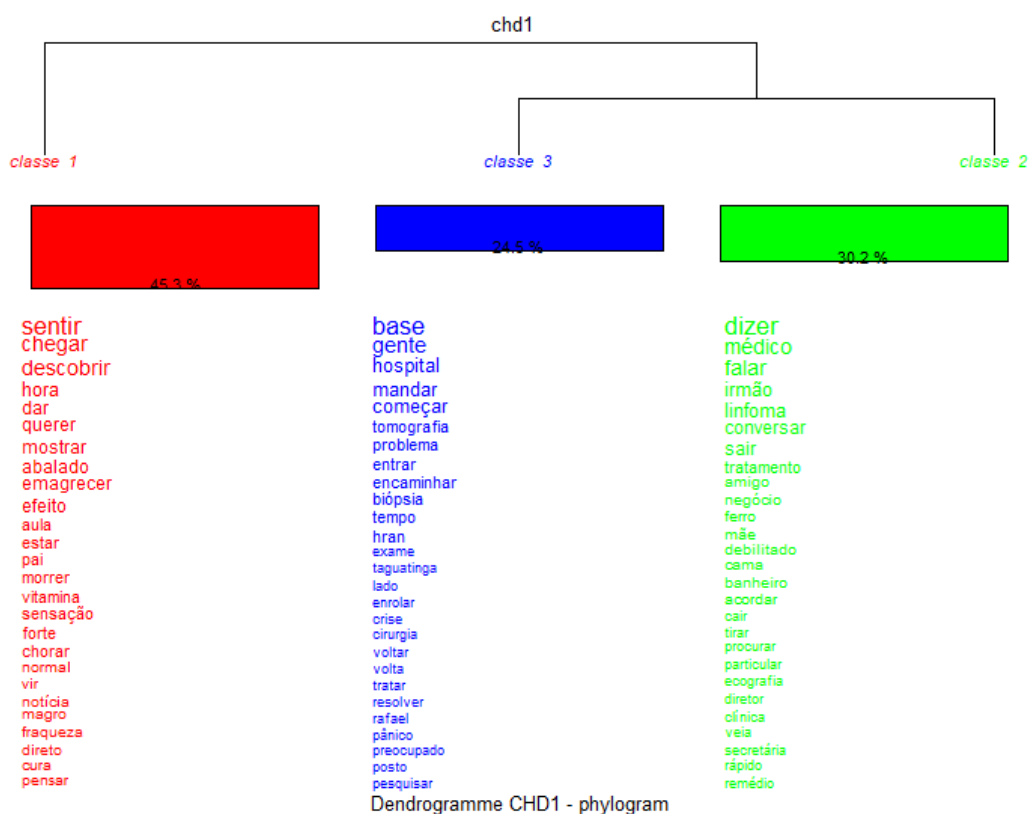 chd1
classe 1
classe 3
classe 2
45.3 %
24.5 %
30.2 %
sentir
chegar
descobrir
hora
dar
querer
mostrar
abalado
emagrecer
efeito
aula
estar
pai
morrer
vitamina
sensação
forte
chorar
normal
vir
notícia
magro
fraqueza
direto
cura
pensar
base
gente
hospital
mandar
começar
tomografia
problema
entrar
encaminhar
biópsia
tempo
hran
exame
taguatinga
lado
enrolar
crise
cirurgia
voltar
volta
tratar
resolver
rafael
pânico
preocupado
posto
pesquisar
dizer
médico
falar
irmão
linfoma
conversar
sair
tratamento
amigo
negócio
ferro
mãe
debilitado
cama
banheiro
acordar
cair
tirar
procurar
particular
ecografia
diretor
clínica
veia
secretária
rápido
remédio
Dendrogramme CHD1 - phylogram